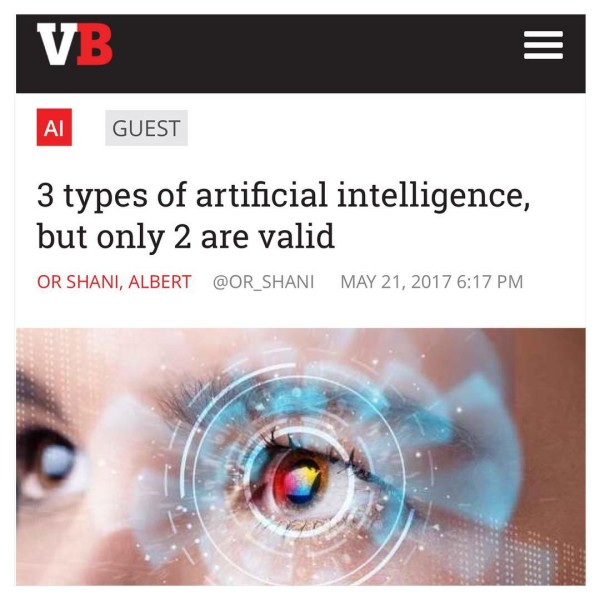 VB
AI GUEST
3 types of artificial intelligence,
but only 2 are valid
OR SHANI, ALBERT @OR_SHANI MAY 21, 2017 6:17 PM